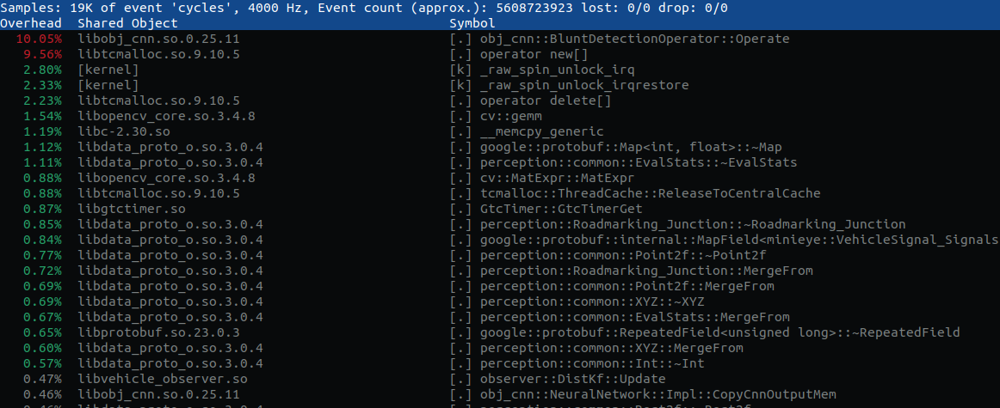 Samples: 19K of event 'cycles', 4000 Hz, Event count (approx.): 5608723923 lost: 0/0 drop: 0/0
Overhead Shared Object Symbol
10.05% libobj_cnn.so.0.25.11 [.] obj_cnn::BluntDetectionOperator::Operate
9.56% libtcmalloc.so.9.10.5 [.] operator new[]
2.80% [kernel] [k] _raw_spin_unlock_irq
2.33% [kernel] [k] _raw_spin_unlock_irqrestore
2.23% libtcmalloc.so.9.10.5 [.] operator delete[]
1.54% libopencv_core.so.3.4.8 [.] cv::gemm
1.19% libc-2.30.so [.] __memcpy_generic
1.12% libdata_proto_o.so.3.0.4 [.] google::protobuf::Map<int, float>::~Map
1.11% libdata_proto_o.so.3.0.4 [.] perception::common::EvalStats::~EvalStats
0.88% libopencv_core.so.3.4.8 [.] cv::MatExpr::MatExpr
0.88% libtcmalloc.so.9.10.5 [.] tcmalloc::ThreadCache::ReleaseToCentralCache
0.87% libgtctimer.so [.] GtcTimer::GtcTimerGet
0.85% libdata_proto_o.so.3.0.4 [.] perception::Roadmarking_Junction::~Roadmarking_Junction
0.84% libdata_proto_o.so.3.0.4 [.] google::protobuf::internal::MapField<minieye::VehicleSignal_Signals
0.77% libdata_proto_o.so.3.0.4 [.] perception::common::Point2f::~Point2f
0.72% libdata_proto_o.so.3.0.4 [.] perception::Roadmarking_Junction::MergeFrom
0.69% libdata_proto_o.so.3.0.4 [.] perception::common::Point2f::MergeFrom
0.69% libdata_proto_o.so.3.0.4 [.] perception::common::XYZ::~XYZ
0.67% libdata_proto_o.so.3.0.4 [.] perception::common::EvalStats::MergeFrom
0.65% libprotobuf.so.23.0.3 [.] google::protobuf::RepeatedField<unsigned long>::~RepeatedField
0.60% libdata_proto_o.so.3.0.4 [.] perception::common::XYZ::MergeFrom
0.57% libdata_proto_o.so.3.0.4 [.] perception::common::Int::~Int
0.47% libvehicle_observer.so [.] observer::DistKf::Update
0.46% libobj_cnn.so.0.25.11 [.] obj_cnn::NeuralNetwork::Impl::CopyCnnOutputMem